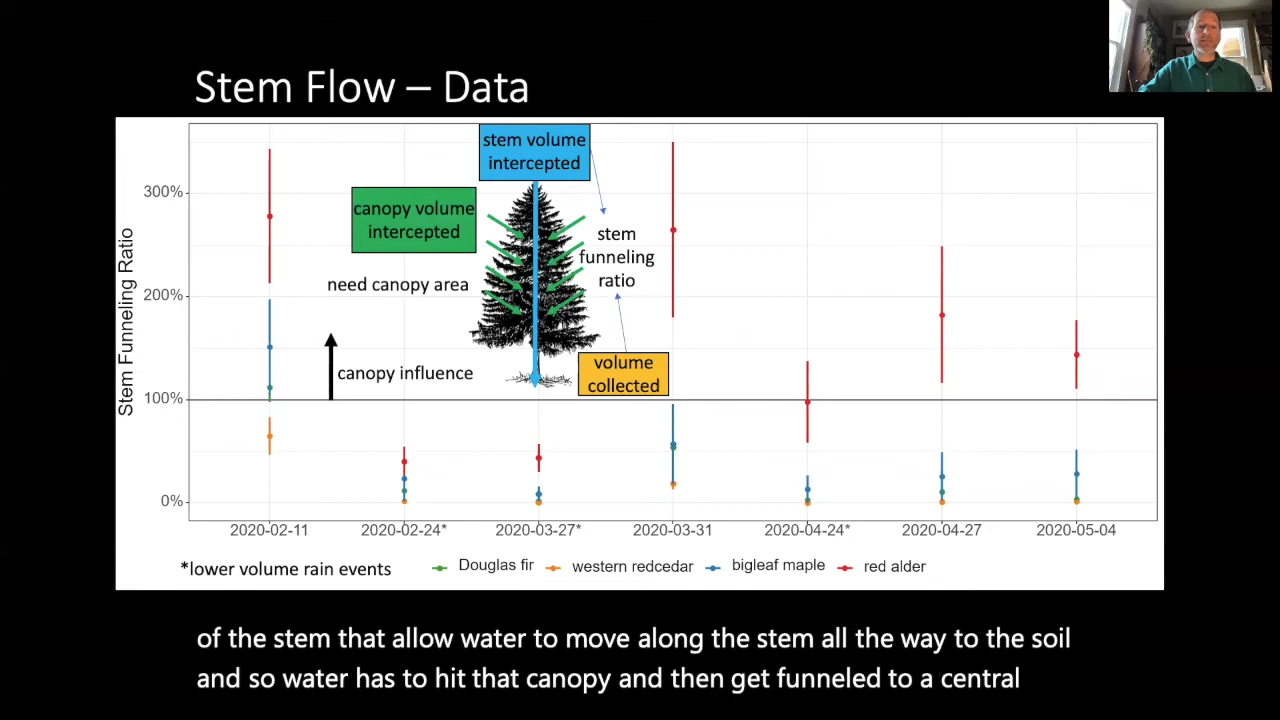 Stem Flow – Data
stem volume
intercepted
canopy volume
intercepted
stem
funneling
ratio
need canopy area
canopy influence
volume
collected
Stem Funneling Ratio
300%
200%
100%
0%
2020-02-11 2020-02-24* 2020-03-27* 2020-03-31 2020-04-24* 2020-04-27 2020-05-04
*lower volume rain events Douglas fir western redcedar bigleaf maple red alder
of the stem that allow water to move along the stem all the way to the soil
and so water has to hit that canopy and then get funneled to a central